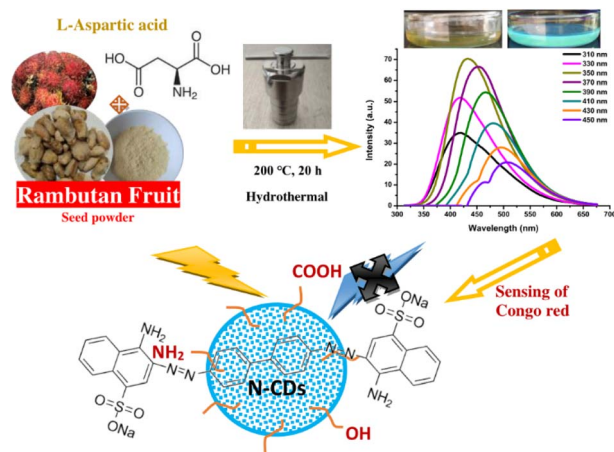 L-Aspartic acid
HO
O
O
OH
NH2
Rambutan Fruit
Seed powder
200 °C, 20 h
Hydrothermal
Intensity (a.u.)
70
60
50
40
30
20
10
0
300 350 400 450 500 550 600 650 700
Wavelength (nm)
310 nm
330 nm
350 nm
370 nm
390 nm
410 nm
430 nm
450 nm
Sensing of
Congo red
COOH
NH2
N-CDs
OH
NH2
N=N
O=S=O
ONa
N=N
ONa
O=S=O
NH2